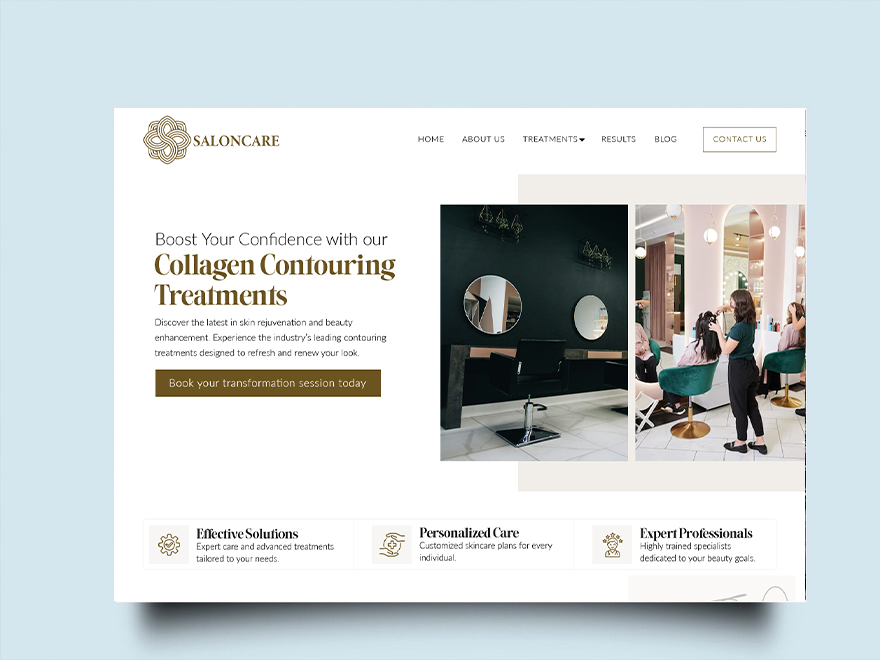 SALONCARE
HOME ABOUT US TREATMENTS RESULTS BLOG CONTACT US
Boost Your Confidence with our
Collagen Contouring
Treatments
Discover the latest in skin rejuvenation and beauty
enhancement. Experience the industry's leading contouring
treatments designed to refresh and renew your look.
Book your transformation session today
Effective Solutions
Expert care and advanced treatments
tailored to your needs.
Personalized Care
Customized skincare plans for every
individual.
Expert Professionals
Highly trained specialists
dedicated to your beauty goals.